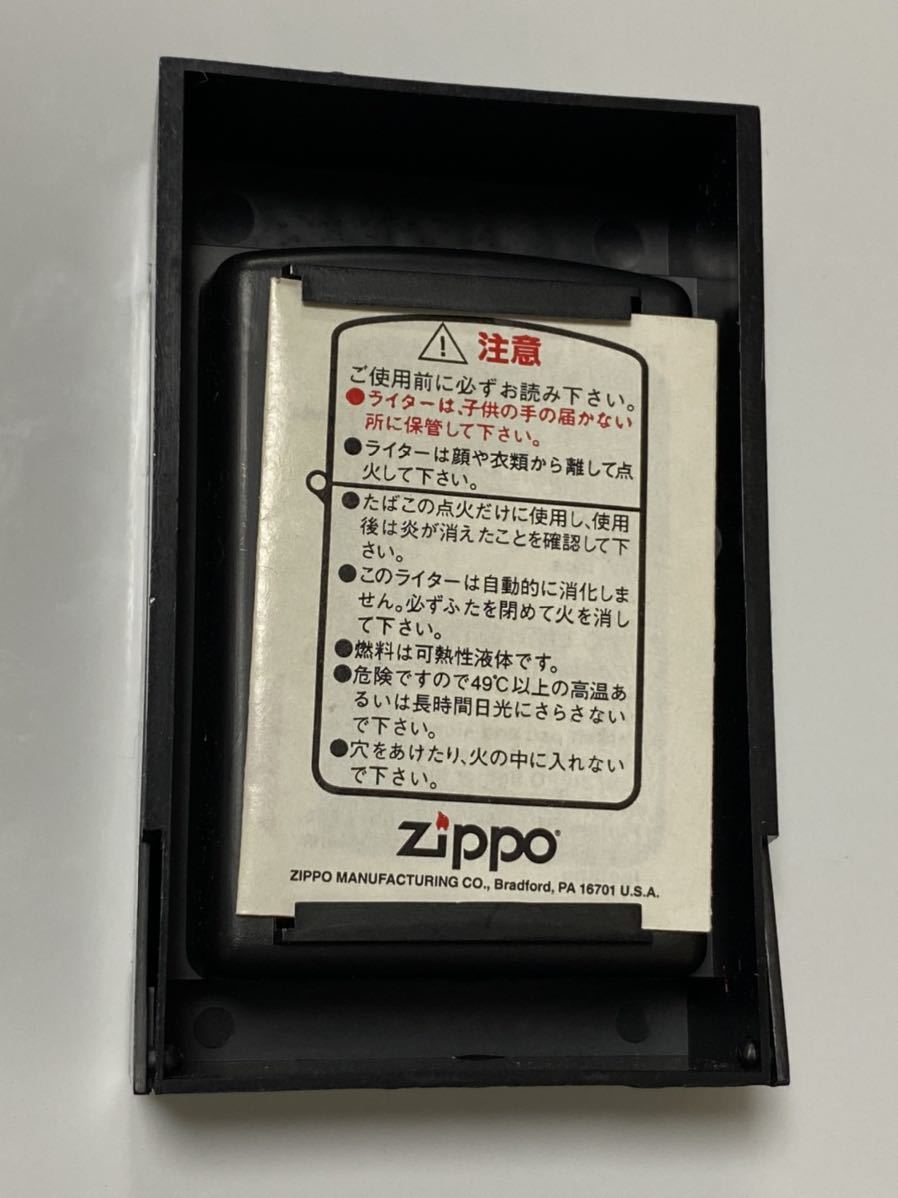 注意
ご使用前に必ずお読み下さい。
●ライターは、子供の手の届かない
所に保管して下さい。
●ライターは顔や衣類から離して点
火して下さい。
●たばこの点火だけに使用し、使用
後は炎が消えたことを確認して下
さい。
●このライターは自動的に消化しま
せん。必ずふたを閉めて火を消し
て下さい。
●燃料は可熱性液体です。
●危険ですので49℃以上の高温あ
るいは長時間日光にさらさない
で下さい。
●穴をあけたり、火の中に入れない
で下さい。
Zippo®
ZIPPO MANUFACTURING CO., Bradford, PA 16701 U.S.A.